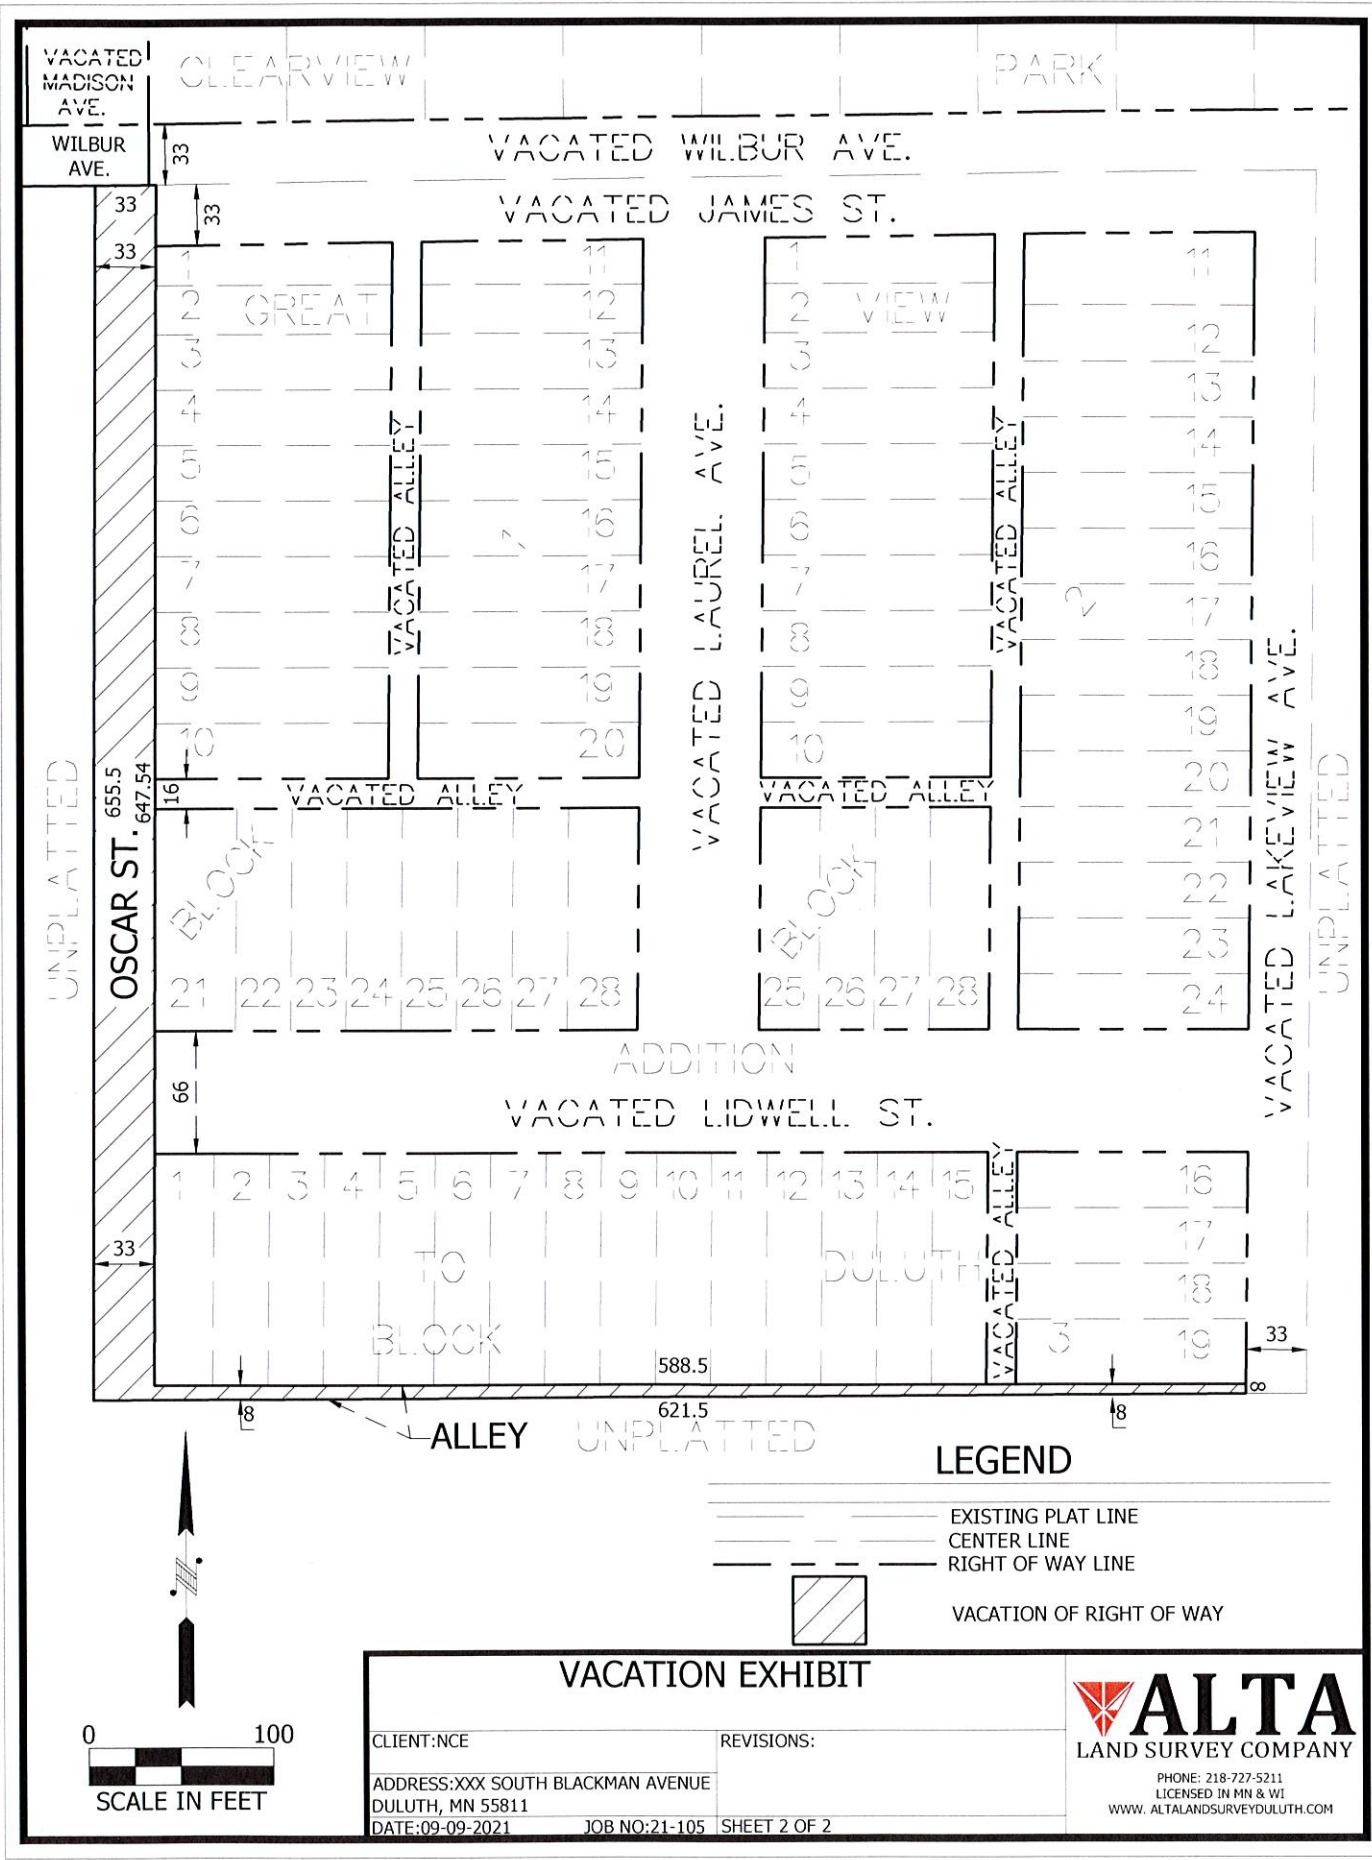 VACATED
MADISON
AVE.
CLEARVIEW
PARK
WILBUR
AVE.
33
VACATED WILBUR AVE.
33
33
VACATED JAMES ST.
33
1
11
1
11
2
GREAT
12
2
VIEW
12
3
13
3
13
4
14
4
14
5
15
5
15
6
16
6
16
7
17
7
17
8
18
8
18
9
19
9
19
10
20
10
20
21
22
23
24
VACATED ALLEY
1
VACATED LAUREL AVE.
VACATED ALLEY
2
VACATED LAKEVIEW AVE.
UNPLATTED
UNPLATTED
OSCAR ST.
655.5
647.54
16
VACATED ALLEY
VACATED ALLEY
BLOCK
BLOCK
21 22 23 24 25 26 27 28
25 26 27 28
ADDITION
66
VACATED LIDWELL ST.
1 2 3 4 5 6 7 8 9 10 11 12 13 14 15
VACATED ALLEY
16
17
18
19
33
TO
DULUTH
BLOCK
3
33
588.5
8
621.5
8
8
ALLEY
UNPLATTED
LEGEND
EXISTING PLAT LINE
CENTER LINE
RIGHT OF WAY LINE
VACATION OF RIGHT OF WAY
N
0 100
SCALE IN FEET
VACATION EXHIBIT
CLIENT:NCE
REVISIONS:
ADDRESS:XXX SOUTH BLACKMAN AVENUE
DULUTH, MN 55811
DATE:09-09-2021 JOB NO:21-105 SHEET 2 OF 2
ALTA
LAND SURVEY COMPANY
PHONE: 218-727-5211
LICENSED IN MN & WI
WWW. ALTALANDSURVEYDULUTH.COM